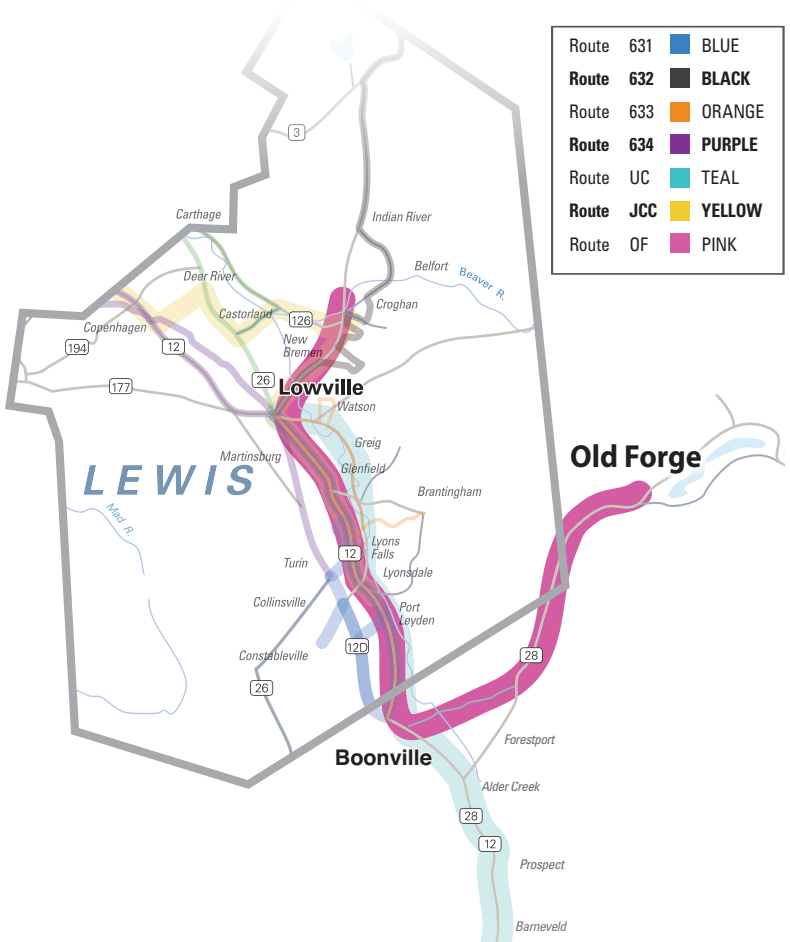 Route 631 BLUE
Route 632 BLACK
Route 633 ORANGE
Route 634 PURPLE
Route UC TEAL
Route JCC YELLOW
Route OF PINK
3
Carthage
Indian River
Deer River
Belfort
Beaver R.
Castorland
Croghan
126
Copenhagen
New
Bremen
194
12
177
26
Lowville
Watson
Martinsburg
Greig
Glenfield
Old Forge
LEWIS
Brantingham
Mad R.
12
Lyons
Falls
Turin
Lyonsdale
Collinsville
Port
Leyden
12D
Constableville
28
26
Forestport
Boonville
Alder Creek
28
12
Prospect
Barneveld